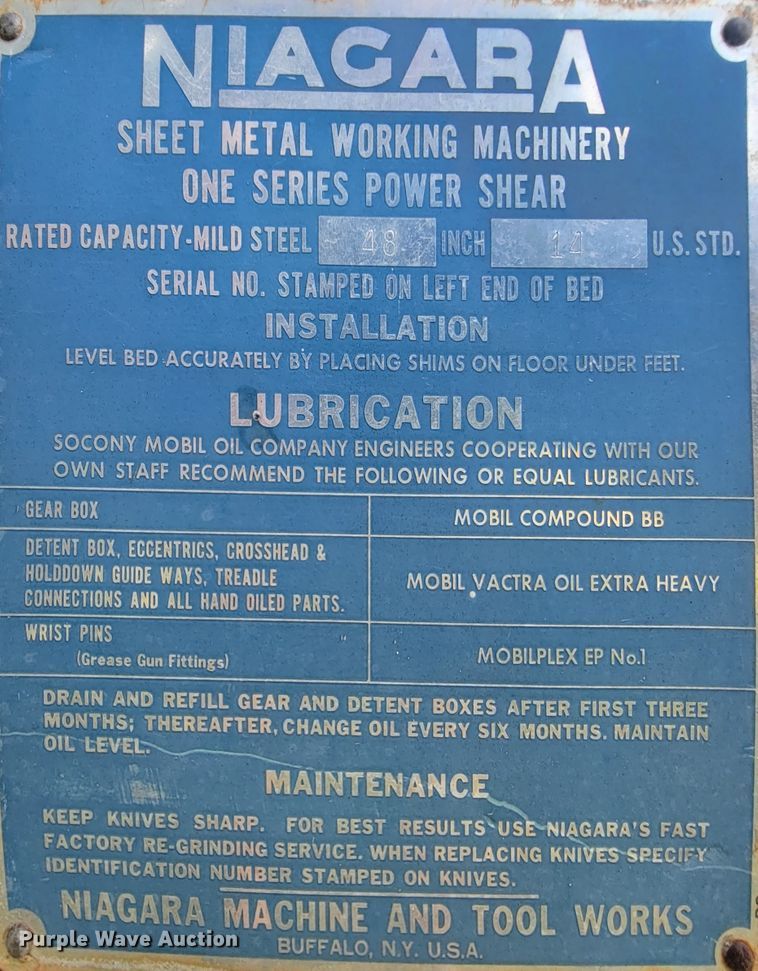 NIAGARA
SHEET METAL WORKING MACHINERY
ONE SERIES POWER SHEAR
RATED CAPACITY-MILD STEEL 48 INCH 14 U.S. STD.
SERIAL NO. STAMPED ON LEFT END OF BED
INSTALLATION
LEVEL BED ACCURATELY BY PLACING SHIMS ON FLOOR UNDER FEET.
LUBRICATION
SOCONY MOBIL OIL COMPANY ENGINEERS COOPERATING WITH OUR
OWN STAFF RECOMMEND THE FOLLOWING OR EQUAL LUBRICANTS.
GEAR BOX
MOBIL COMPOUND BB
DETENT BOX, ECCENTRICS, CROSSHEAD &
HOLDDOWN GUIDE WAYS, TREADLE
CONNECTIONS AND ALL HAND OILED PARTS.
MOBIL VACTRA OIL EXTRA HEAVY
WRIST PINS
(Grease Gun Fittings)
MOBILPLEX EP No.1
DRAIN AND REFILL GEAR AND DETENT BOXES AFTER FIRST THREE
MONTHS; THEREAFTER, CHANGE OIL EVERY SIX MONTHS. MAINTAIN
OIL LEVEL.
MAINTENANCE
KEEP KNIVES SHARP. FOR BEST RESULTS USE NIAGARA'S FAST
FACTORY RE-GRINDING SERVICE. WHEN REPLACING KNIVES SPECIFY
IDENTIFICATION NUMBER STAMPED ON KNIVES.
NIAGARA MACHINE AND TOOL WORKS
BUFFALO, N.Y. U.S.A.
Purple Wave Auction